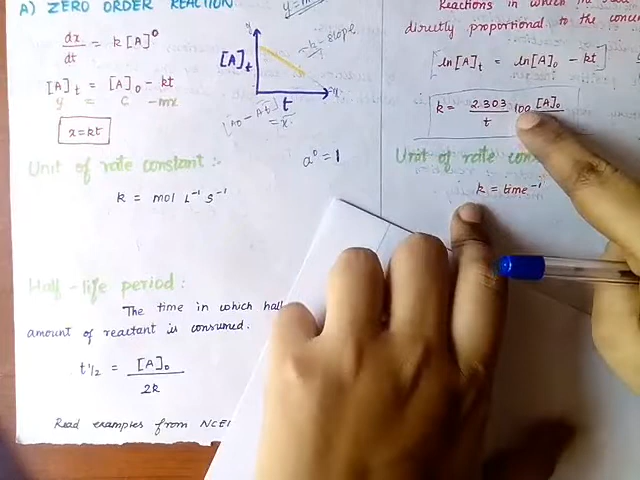 A) ZERO ORDER REACTION
dx/dt = k[A]⁰
[A]t = [A]₀ - kt
y = c -mx
x = kt
y
[A]t
-k = slope
t
x
[A₀ - At] = x
Unit of rate constant :-
a⁰ = 1
k = mol L⁻¹ s⁻¹
Half-life period :
The time in which half
amount of reactant is consumed.
t½ = [A]₀/2k
Read examples from NCE
Reactions in which the
directly proportional to the conce
ln[A]t = ln[A]₀ - kt
k = 2.303/t log [A]₀
Unit of rate con
k = time⁻¹